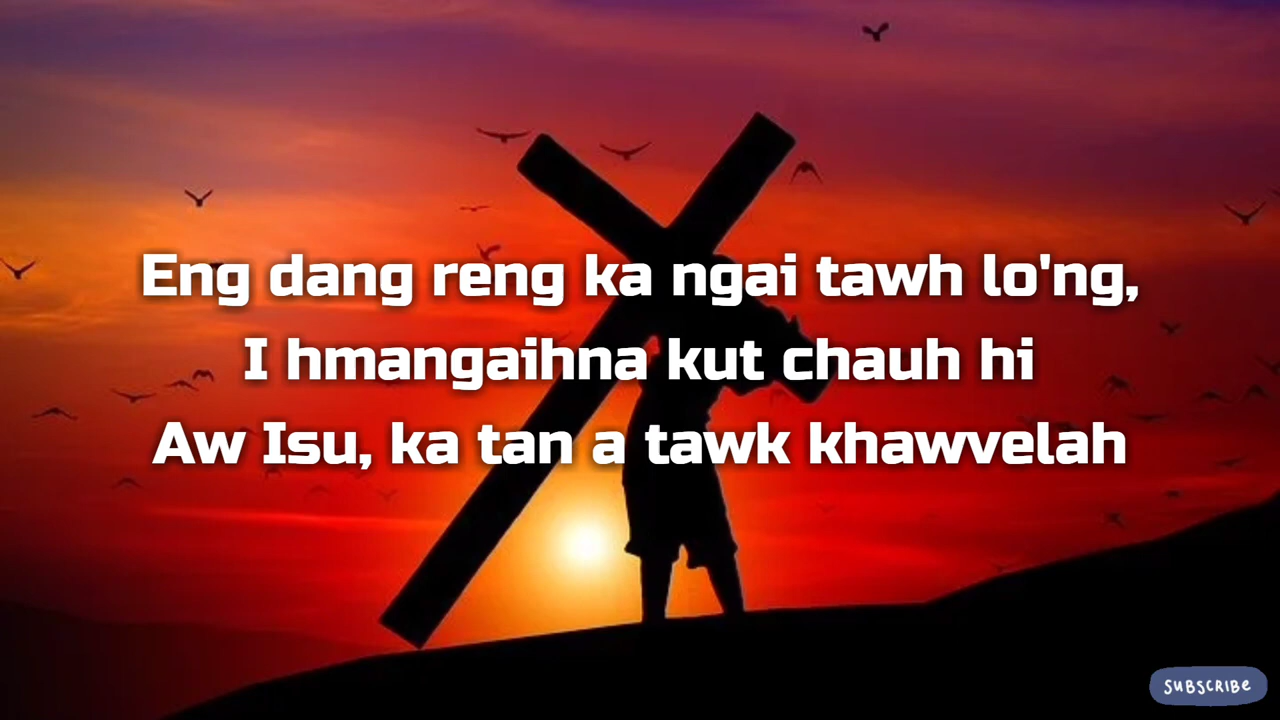 Eng dang reng ka ngai tawh lo'ng,
I hmangaihna kut chauh hi
Aw Isu, ka tan a tawk khawvelah
SUBSCRIBE